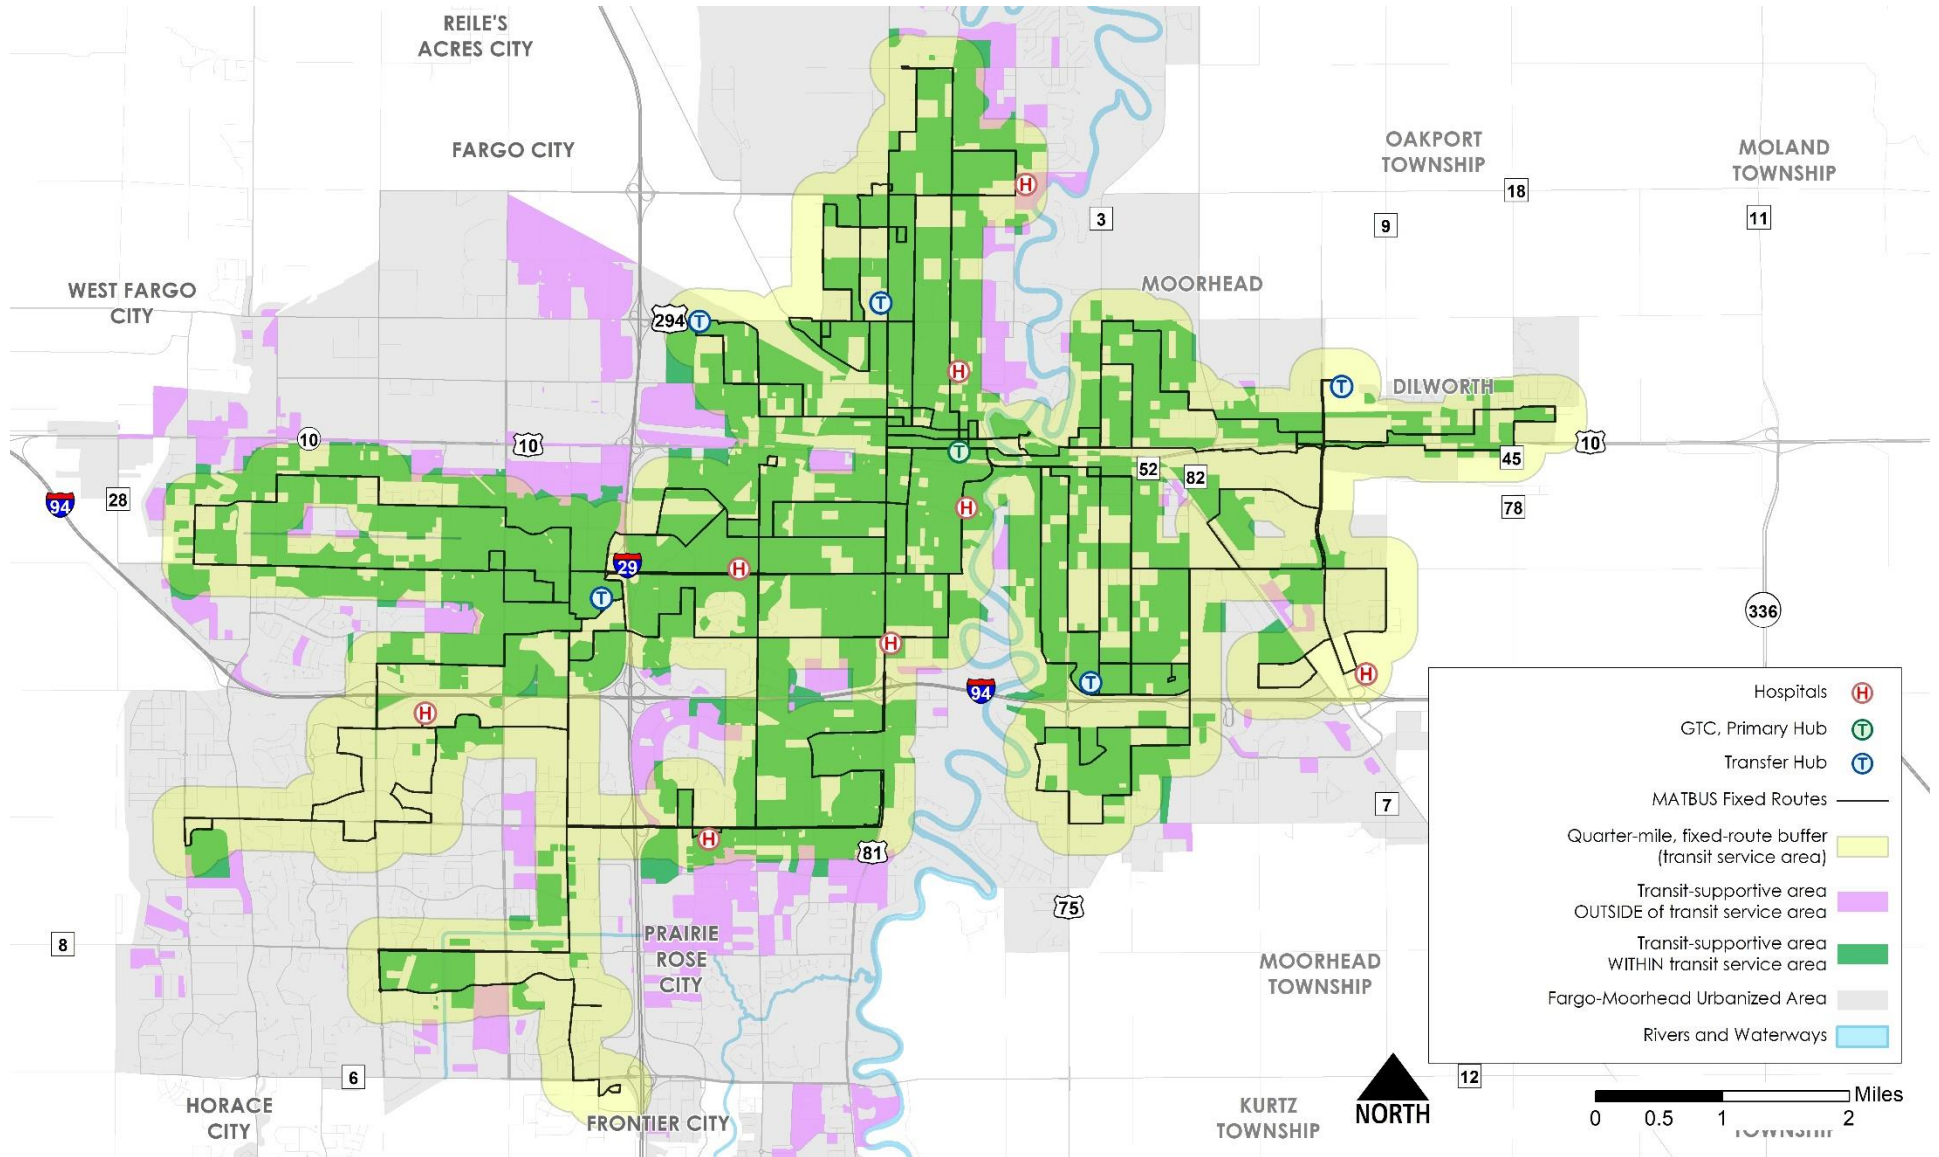 REILE'S
ACRES CITY
FARGO CITY
OAKPORT
TOWNSHIP
MOLAND
TOWNSHIP
H
18
3
9
11
WEST FARGO
CITY
MOORHEAD
T
294
T
H
T
DILWORTH
10
10
T
10
45
52
82
94
28
H
78
29
H
T
336
H
94
T
H
H
H
81
7
75
8
PRAIRIE
ROSE
CITY
MOORHEAD
TOWNSHIP
6
12
HORACE
CITY
FRONTIER CITY
KURTZ
TOWNSHIP
NORTH
Hospitals H
GTC, Primary Hub T
Transfer Hub T
MATBUS Fixed Routes
Quarter-mile, fixed-route buffer
(transit service area)
Transit-supportive area
OUTSIDE of transit service area
Transit-supportive area
WITHIN transit service area
Fargo-Moorhead Urbanized Area
Rivers and Waterways
Miles
0 0.5 1 2
TOWNSHIP